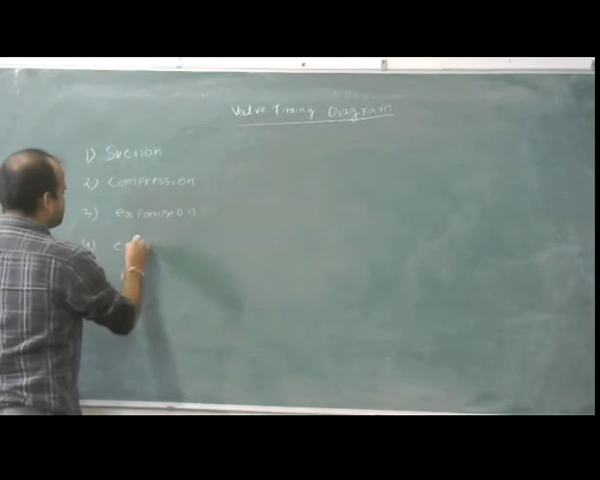 Valve Timing Diagram
1) Suction
2) Compression
3) expansion
4) e